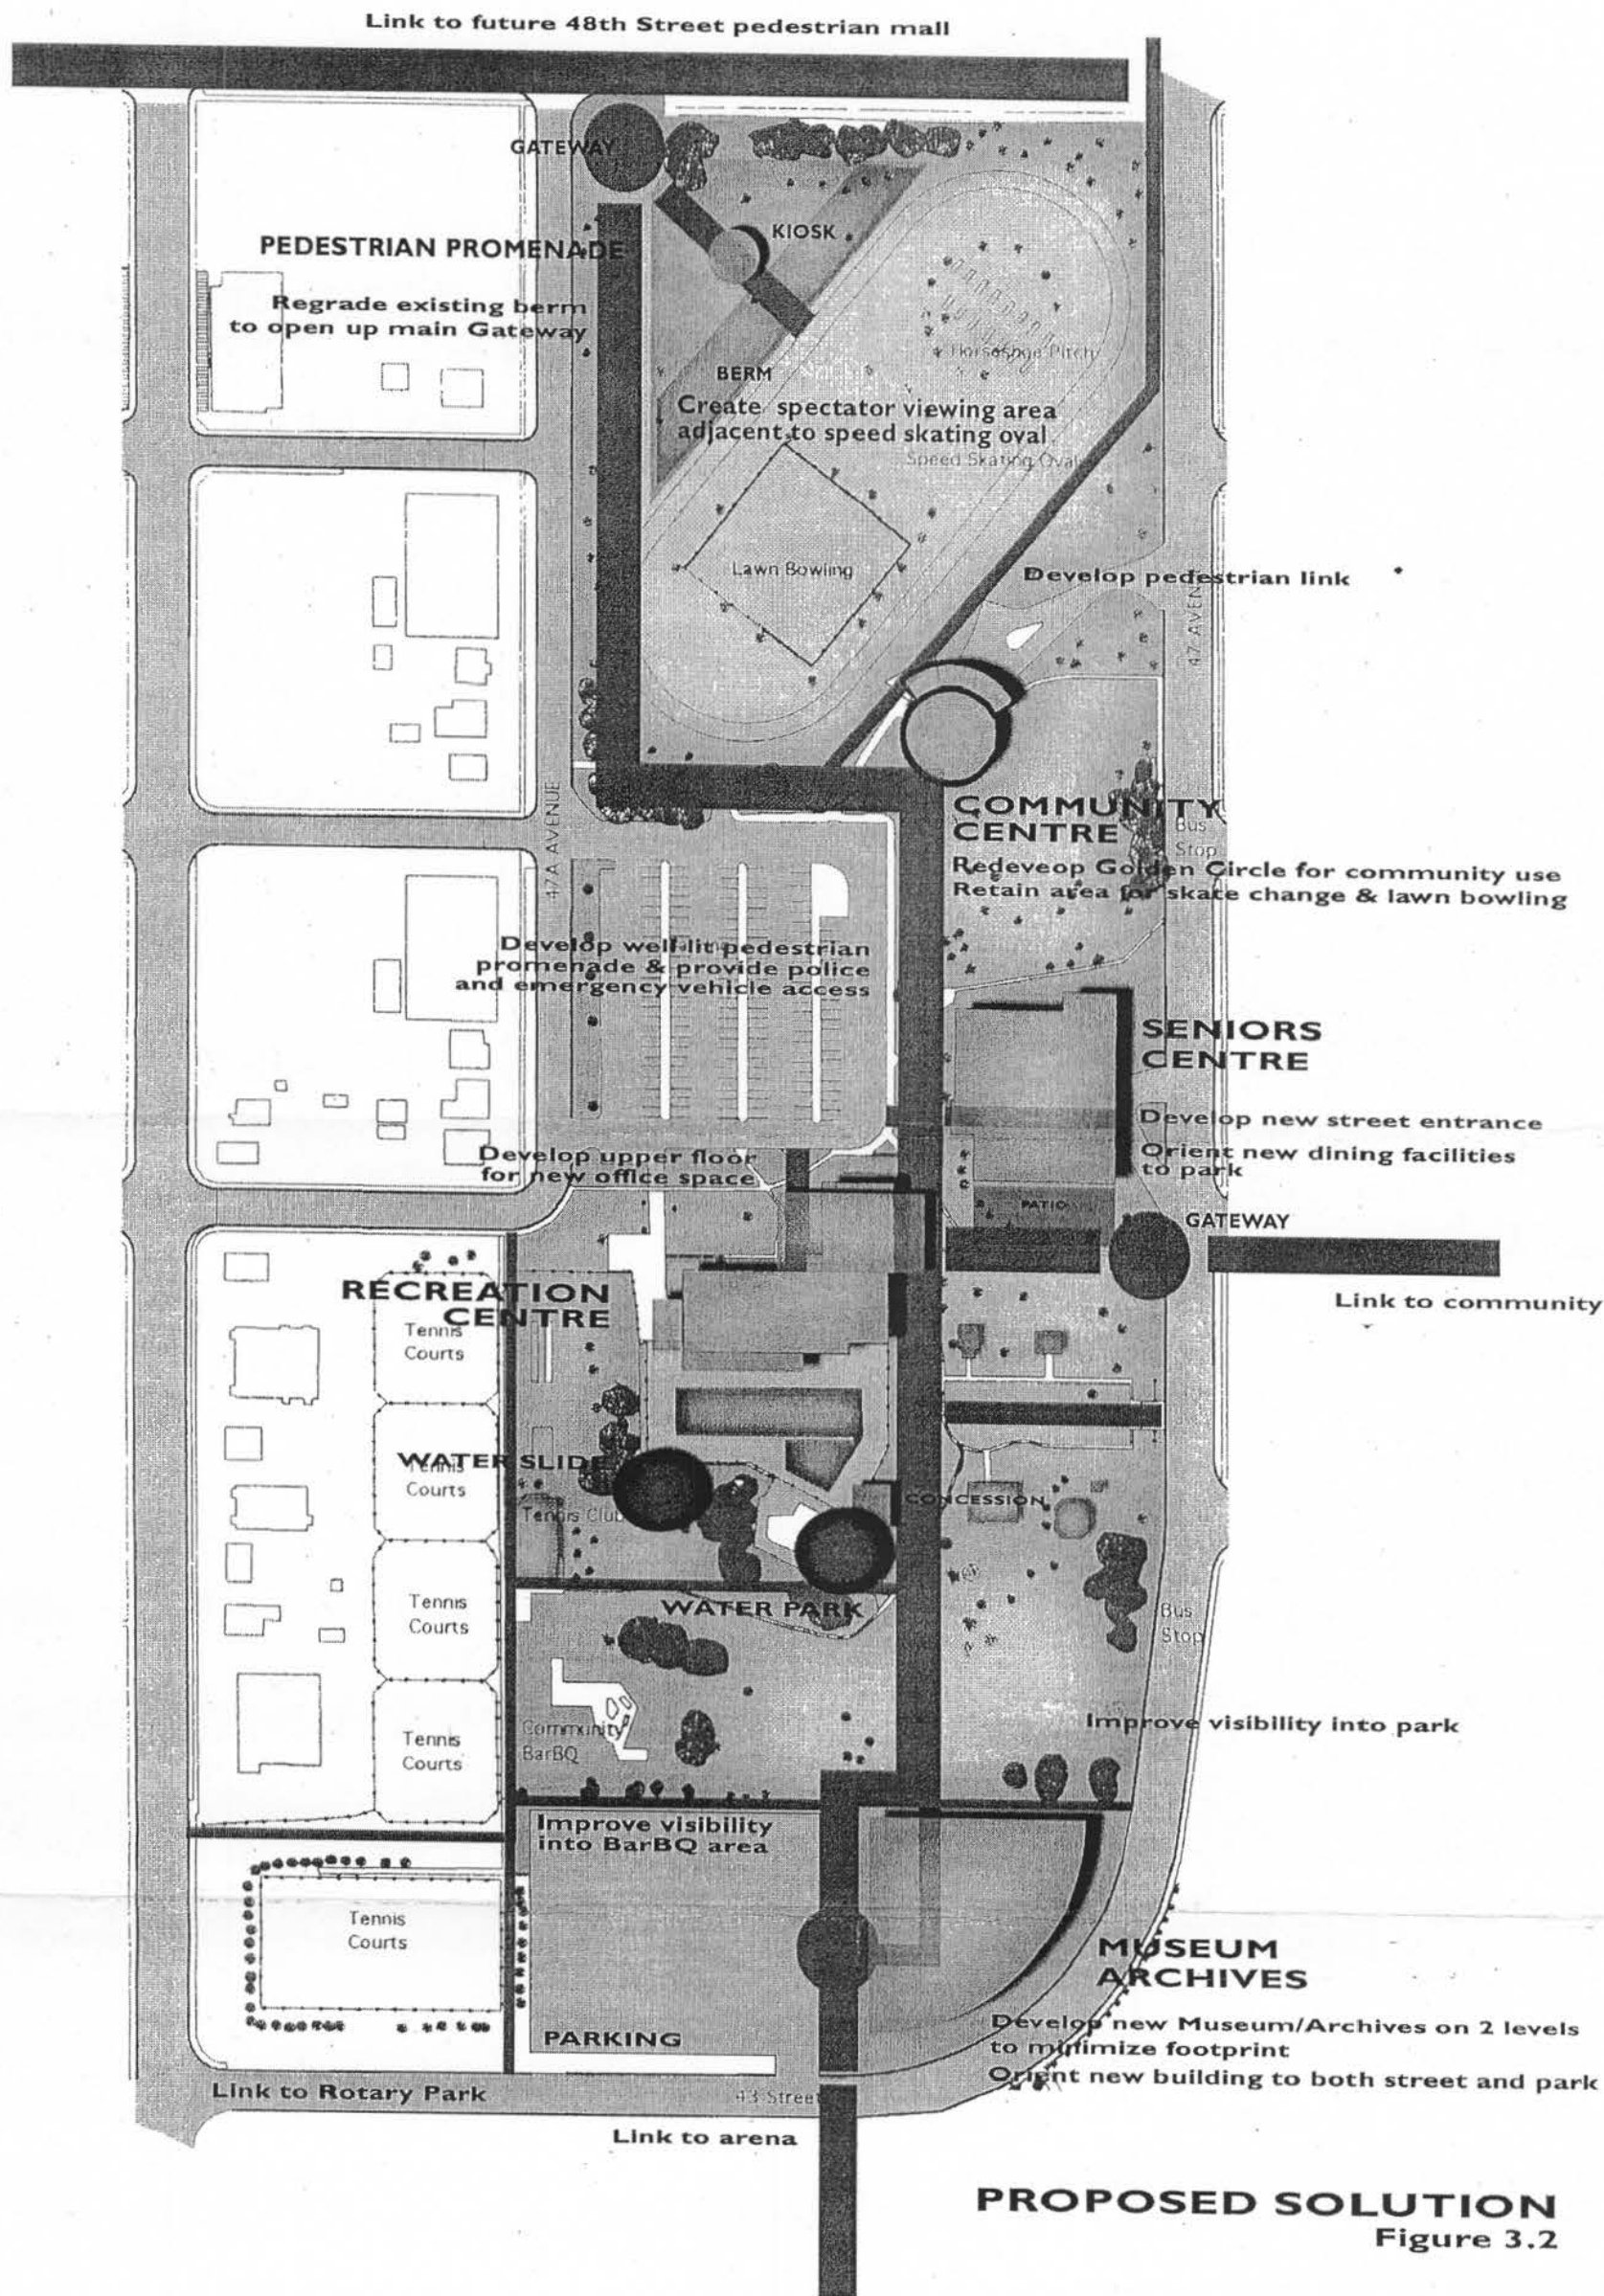 Link to future 48th Street pedestrian mall
GATEWAY
KIOSK
PEDESTRIAN PROMENADE
Regrade existing berm
to open up main Gateway
Horseshoe Pitch
BERM
Create spectator viewing area
adjacent to speed skating oval
Speed Skating Oval
Lawn Bowling
Develop pedestrian link
47 AVENUE
47A AVENUE
COMMUNITY
CENTRE
Bus
Stop
Redeveop Golden Circle for community use
Retain area for skate change & lawn bowling
Develop well lit pedestrian
promenade & provide police
and emergency vehicle access
SENIORS
CENTRE
Develop new street entrance
Orient new dining facilities
to park
Develop upper floor
for new office space
PATIO
GATEWAY
Link to community
RECREATION
CENTRE
Tennis
Courts
WATER SLIDE
Tennis
Courts
Tennis Club
CONCESSION
Tennis
Courts
WATER PARK
Bus
Stop
Community
BarBQ
Tennis
Courts
Improve visibility into park
Improve visibility
into BarBQ area
Tennis
Courts
MUSEUM
ARCHIVES
Develop new Museum/Archives on 2 levels
to minimize footprint
Orient new building to both street and park
PARKING
Link to Rotary Park
43 Street
Link to arena
PROPOSED SOLUTION
Figure 3.2